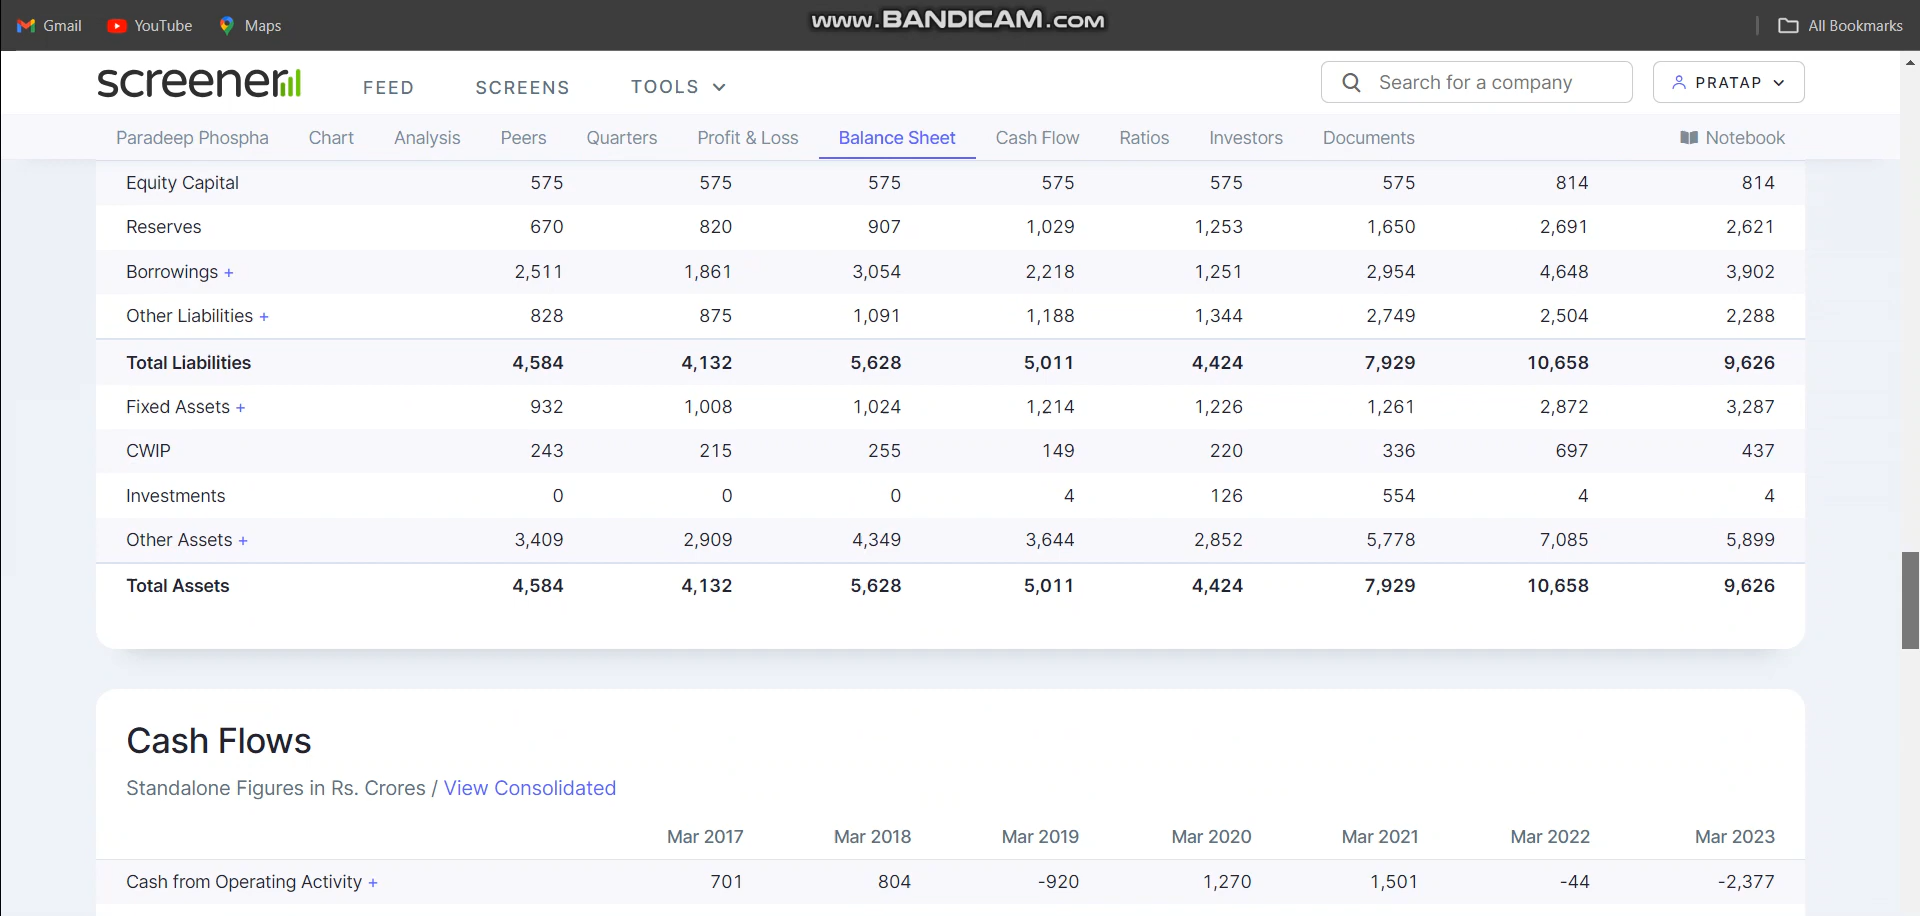 Gmail YouTube Maps www.BANDICAM.com All Bookmarks
screener FEED SCREENS TOOLS Search for a company PRATAP
Paradeep Phospha Chart Analysis Peers Quarters Profit & Loss Balance Sheet Cash Flow Ratios Investors Documents Notebook
Equity Capital 575 575 575 575 575 575 814 814
Reserves 670 820 907 1,029 1,253 1,650 2,691 2,621
Borrowings + 2,511 1,861 3,054 2,218 1,251 2,954 4,648 3,902
Other Liabilities + 828 875 1,091 1,188 1,344 2,749 2,504 2,288
Total Liabilities 4,584 4,132 5,628 5,011 4,424 7,929 10,658 9,626
Fixed Assets + 932 1,008 1,024 1,214 1,226 1,261 2,872 3,287
CWIP 243 215 255 149 220 336 697 437
Investments 0 0 0 4 126 554 4 4
Other Assets + 3,409 2,909 4,349 3,644 2,852 5,778 7,085 5,899
Total Assets 4,584 4,132 5,628 5,011 4,424 7,929 10,658 9,626
Cash Flows
Standalone Figures in Rs. Crores / View Consolidated
Mar 2017 Mar 2018 Mar 2019 Mar 2020 Mar 2021 Mar 2022 Mar 2023
Cash from Operating Activity + 701 804 -920 1,270 1,501 -44 -2,377